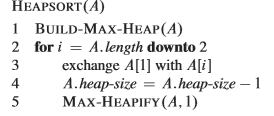 HEAPSORT(A)
1 BUILD-MAX-HEAP(A)
2 for i = A.length downto 2
3 exchange A[1] with A[i]
4 A.heap-size = A.heap-size − 1
5 MAX-HEAPIFY(A, 1)